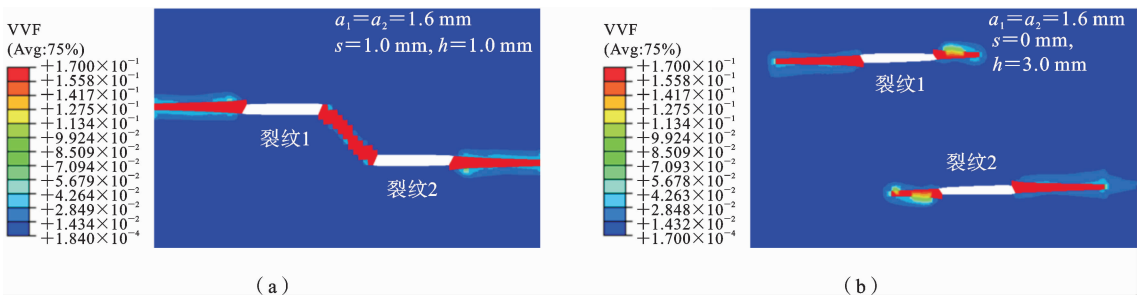 VVF
(Avg:75%)
+1.700×10⁻¹
+1.558×10⁻¹
+1.417×10⁻¹
+1.275×10⁻¹
+1.134×10⁻¹
+9.924×10⁻²
+8.509×10⁻²
+7.094×10⁻²
+5.679×10⁻²
+4.264×10⁻²
+2.849×10⁻²
+1.434×10⁻²
+1.840×10⁻⁴
a₁=a₂=1.6 mm
s=1.0 mm, h=1.0 mm
裂纹1
裂纹2
(a)
VVF
(Avg:75%)
+1.700×10⁻¹
+1.558×10⁻¹
+1.417×10⁻¹
+1.275×10⁻¹
+1.134×10⁻¹
+9.924×10⁻²
+8.509×10⁻²
+7.093×10⁻²
+5.678×10⁻²
+4.263×10⁻²
+2.848×10⁻²
+1.432×10⁻²
+1.700×10⁻⁴
a₁=a₂=1.6 mm
s=0 mm,
h=3.0 mm
裂纹1
裂纹2
(b)